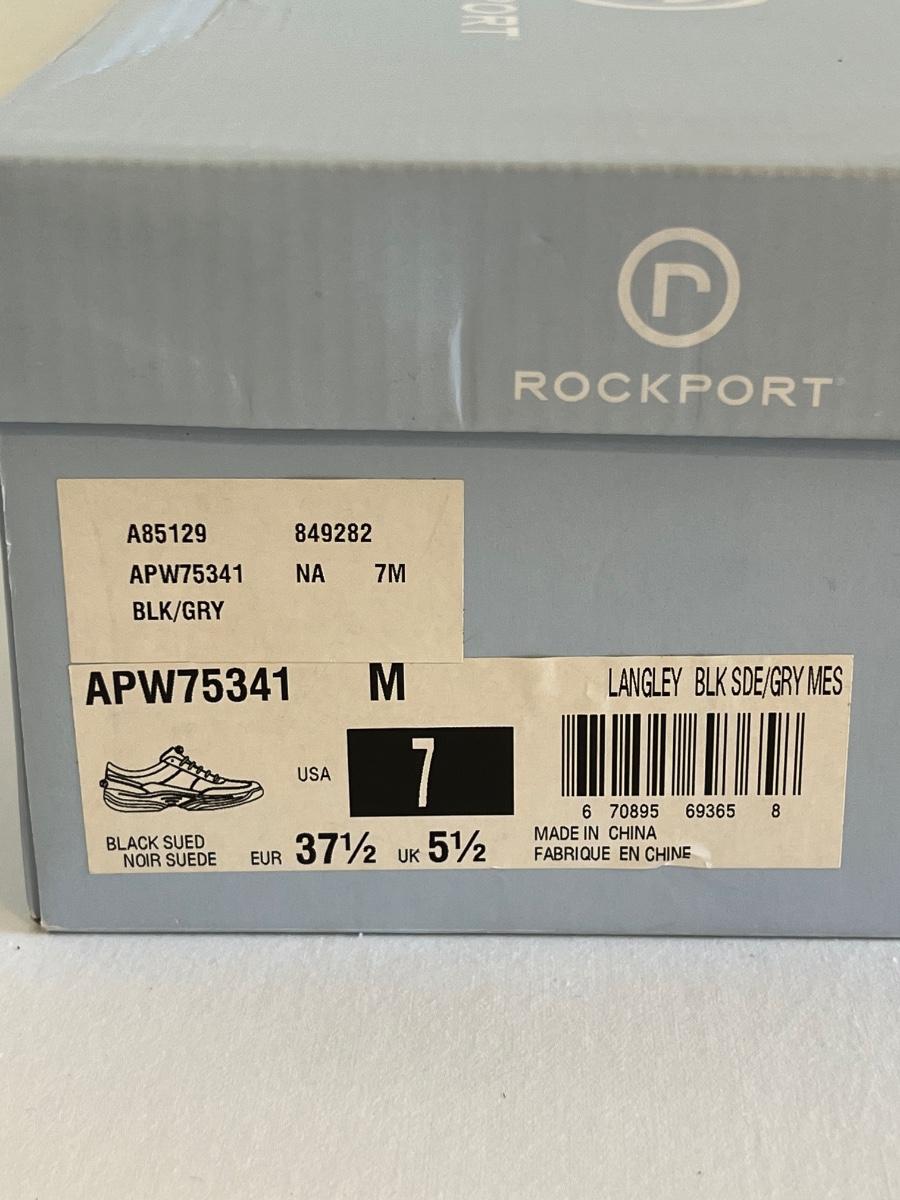 PORT
r
ROCKPORT
A85129 849282
APW75341 NA 7M
BLK/GRY
APW75341 M LANGLEY BLK SDE/GRY MES
USA 7
6 70895 69365 8
BLACK SUED
NOIR SUEDE EUR 37½ UK 5½
MADE IN CHINA
FABRIQUE EN CHINE